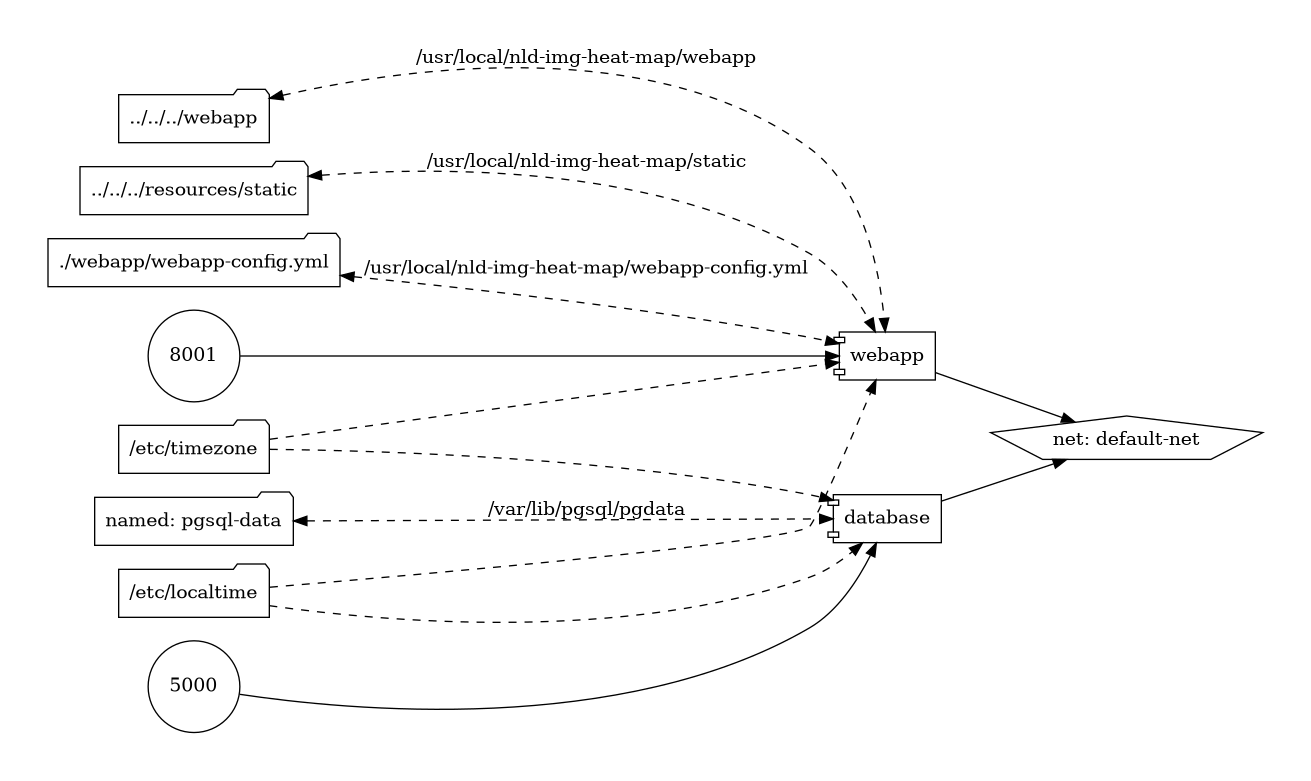 /usr/local/nld-img-heat-map/webapp
../../../webapp
/usr/local/nld-img-heat-map/static
../../../resources/static
./webapp/webapp-config.yml
/usr/local/nld-img-heat-map/webapp-config.yml
8001
webapp
/etc/timezone
net: default-net
named: pgsql-data
/var/lib/pgsql/pgdata
database
/etc/localtime
5000